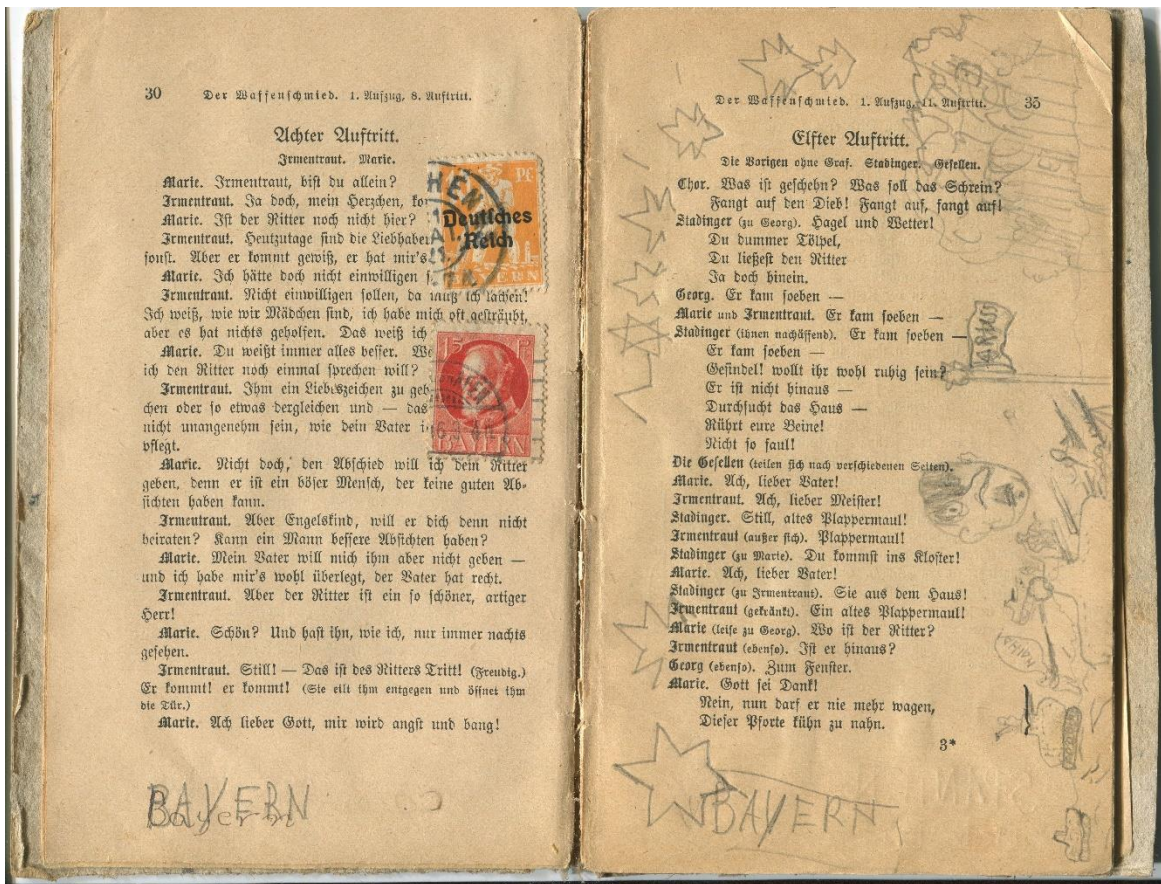 30 Der Waffenschmied. 1. Aufzug, 8. Auftritt.
Achter Auftritt.
Irmentraut. Marie.
Marie. Irmentraut, bist du allein?
Irmentraut. Ja doch, mein Herzchen,
Marie. Ist der Ritter noch nicht hier?
Irmentraut. Heutzutage sind die Liebhaber
sonst. Aber er kommt gewiß, er hat mir's
Marie. Ich hätte doch nicht einwilligen
Irmentraut. Nicht einwilligen sollen, da muß ich lachen!
Ich weiß, wie wir Mädchen sind, ich habe mich oft gesträubt,
aber es hat nichts geholfen. Das weiß ich
Marie. Du weißt immer alles besser.
ich den Ritter noch einmal sprechen will?
Irmentraut. Ihm ein Liebeszeichen zu geb
chen oder so etwas dergleichen und — das
nicht unangenehm sein, wie dein Vater
pflegt.
Marie. Nicht doch, den Abschied will ich dem Ritter
geben, denn er ist ein böser Mensch, der keine guten Ab-
sichten haben kann.
Irmentraut. Aber Engelskind, will er dich denn nicht
heiraten? Kann ein Mann bessere Absichten haben?
Marie. Mein Vater will mich ihm aber nicht geben —
und ich habe mir's wohl überlegt, der Vater hat recht.
Irmentraut. Aber der Ritter ist ein so schöner, artiger
Herr!
Marie. Schön? Und hast ihn, wie ich, nur immer nachts
gesehen.
Irmentraut. Still! — Das ist des Ritters Tritt! (Freudig.)
Er kommt! er kommt! (Sie eilt ihm entgegen und öffnet ihm
die Tür.)
Marie. Ach lieber Gott, mir wird angst und bang!
HEN
Pf
Deutsches
Reich
BAYERN
15 Pf
BAYERN
BAYERN
Bayern
Der Waffenschmied. 1. Aufzug, 11. Auftritt. 35
Elfter Auftritt.
Die Vorigen ohne Graf. Stadinger. Gesellen.
Chor. Was ist geschehn? Was soll das Schrein?
Fangt auf den Dieb! Fangt auf, fangt auf!
Stadinger (zu Georg). Hagel und Wetter!
Du dummer Tölpel,
Du ließest den Ritter
Ja doch hinein.
Georg. Er kam soeben —
Marie und Irmentraut. Er kam soeben —
Stadinger (ihnen nachäffend). Er kam soeben —
Er kam soeben —
Gesindel! wollt ihr wohl ruhig sein?
Er ist nicht hinaus —
Durchsucht das Haus —
Rührt eure Beine!
Nicht so faul!
Die Gesellen (teilen sich nach verschiedenen Seiten).
Marie. Ach, lieber Vater!
Irmentraut. Ach, lieber Meister!
Stadinger. Still, altes Plappermaul!
Irmentraut (außer sich). Plappermaul!
Stadinger (zu Marie). Du kommst ins Kloster!
Marie. Ach, lieber Vater!
Stadinger (zu Irmentraut). Sie aus dem Haus!
Irmentraut (gekränkt). Ein altes Plappermaul!
Marie (leise zu Georg). Wo ist der Ritter?
Irmentraut (ebenso). Ist er hinaus?
Georg (ebenso). Zum Fenster.
Marie. Gott sei Dank!
Nein, nun darf er nie mehr wagen,
Dieser Pforte kühn zu nahn.
3*
BAYERN